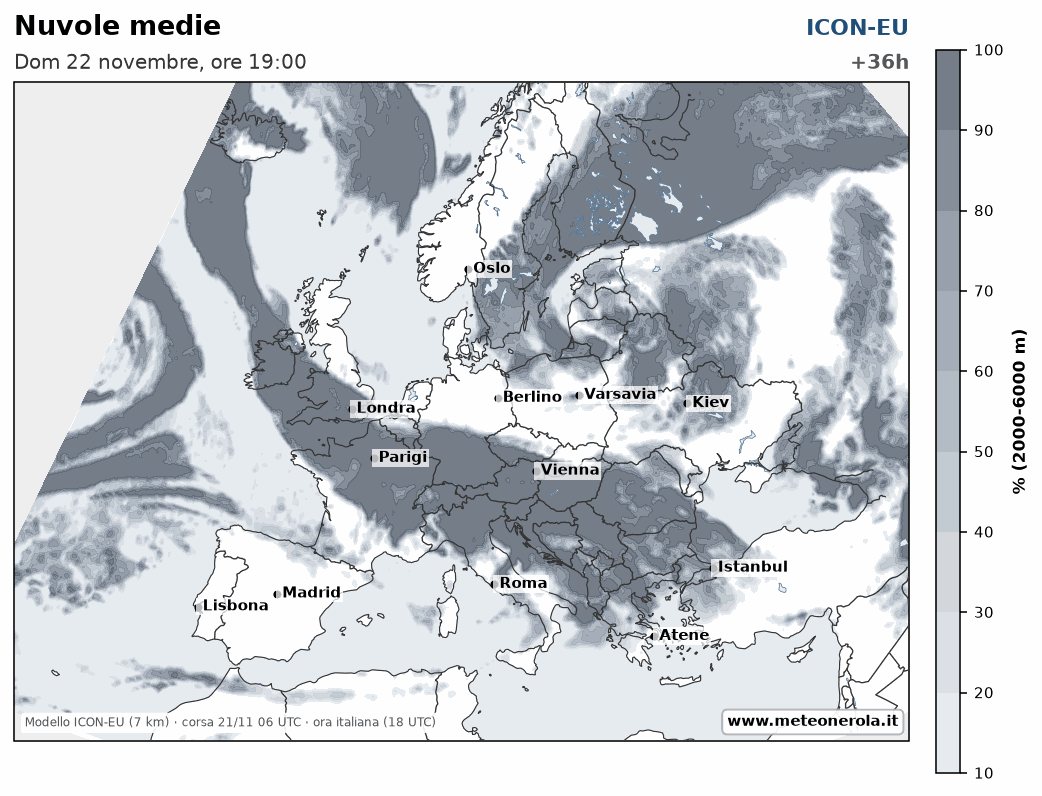 Nuvole medie
ICON-EU
Dom 22 novembre, ore 19:00
+36h
100
90
80
70
60
50
40
30
20
10
% (2000-6000 m)
Oslo
Berlino
Varsavia
Kiev
Londra
Parigi
Vienna
Istanbul
Roma
Madrid
Lisbona
Atene
Modello ICON-EU (7 km) · corsa 21/11 06 UTC · ora italiana (18 UTC)
www.meteonerola.it